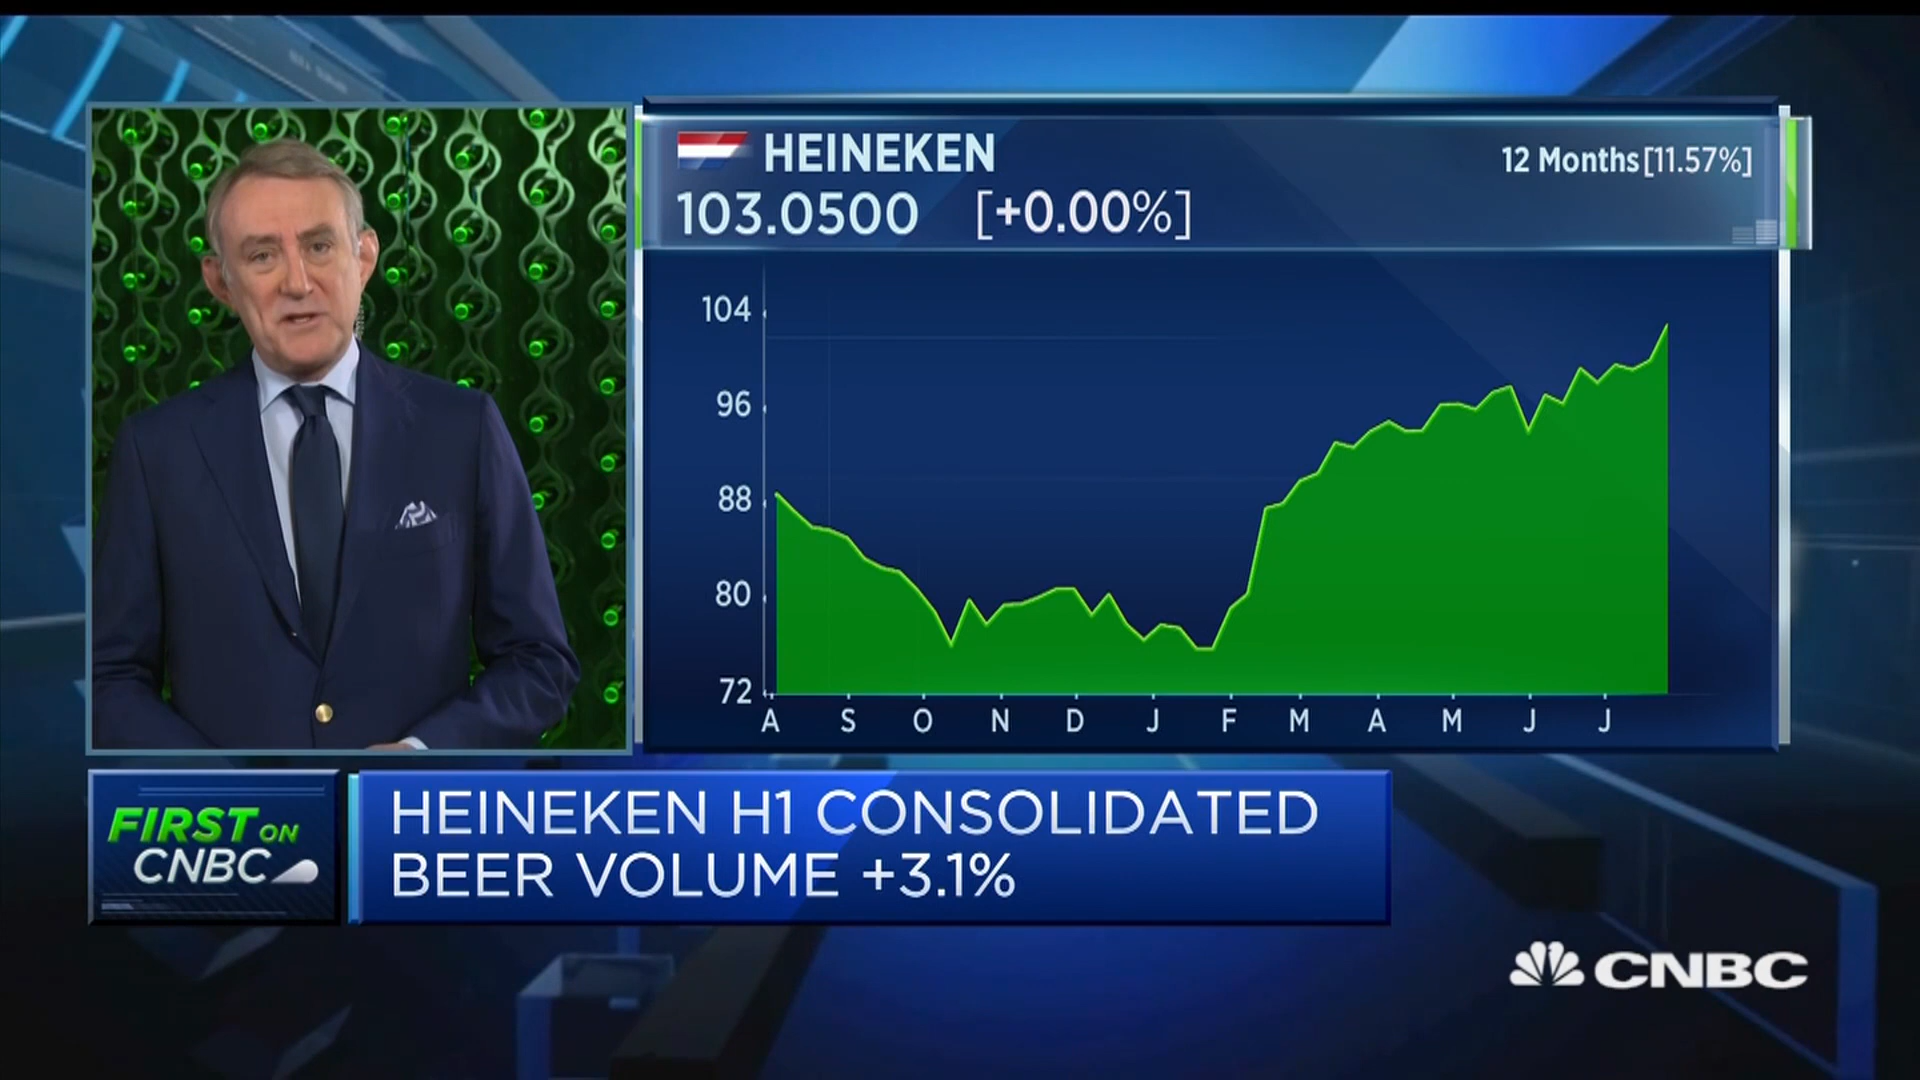 HEINEKEN
12 Months[11.57%]
103.0500 [+0.00%]
104
96
88
80
72
A S O N D J F M A M J J
FIRST ON
CNBC
HEINEKEN H1 CONSOLIDATED
BEER VOLUME +3.1%
CNBC